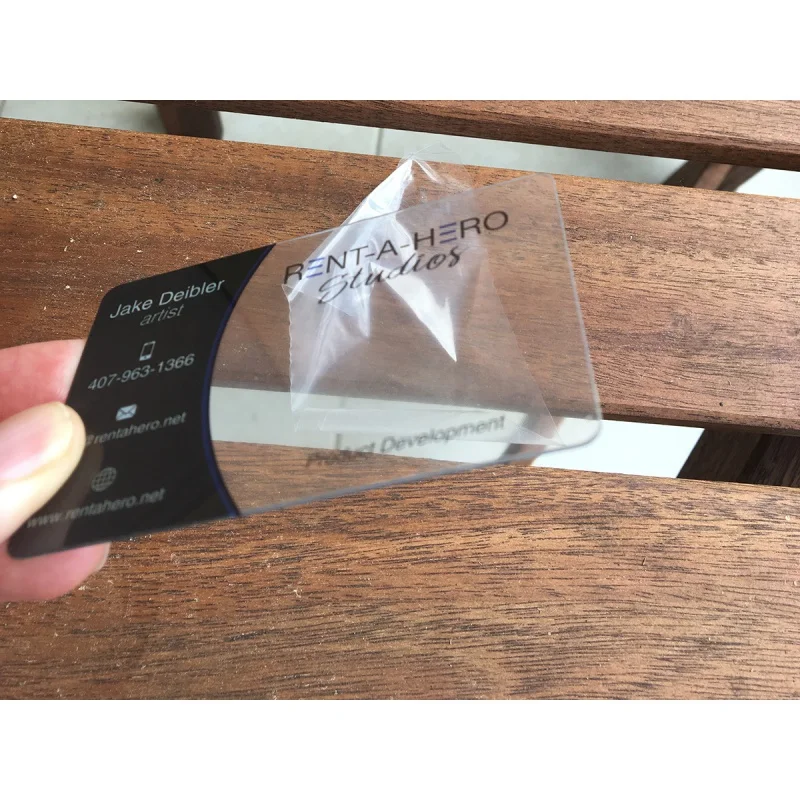 RENT-A-HERO
Studios
Jake Deibler
artist
407-963-1366
@rentahero.net
www.rentahero.net
Product Development